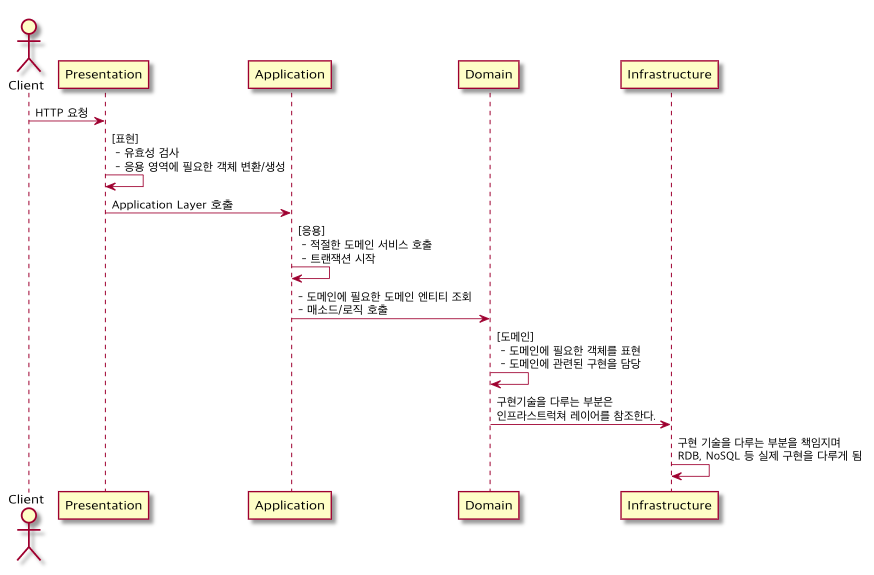 Client
Presentation
Application
Domain
Infrastructure
HTTP 요청
[표현]
- 유효성 검사
- 응용 영역에 필요한 객체 변환/생성
Application Layer 호출
[응용]
- 적절한 도메인 서비스 호출
- 트랜잭션 시작
- 도메인에 필요한 도메인 엔티티 조회
- 매소드/로직 호출
[도메인]
- 도메인에 필요한 객체를 표현
- 도메인에 관련된 구현을 담당
구현기술을 다루는 부분은
인프라스트럭쳐 레이어를 참조한다.
구현 기술을 다루는 부분을 책임지며
RDB, NoSQL 등 실제 구현을 다루게 됨
Client
Presentation
Application
Domain
Infrastructure